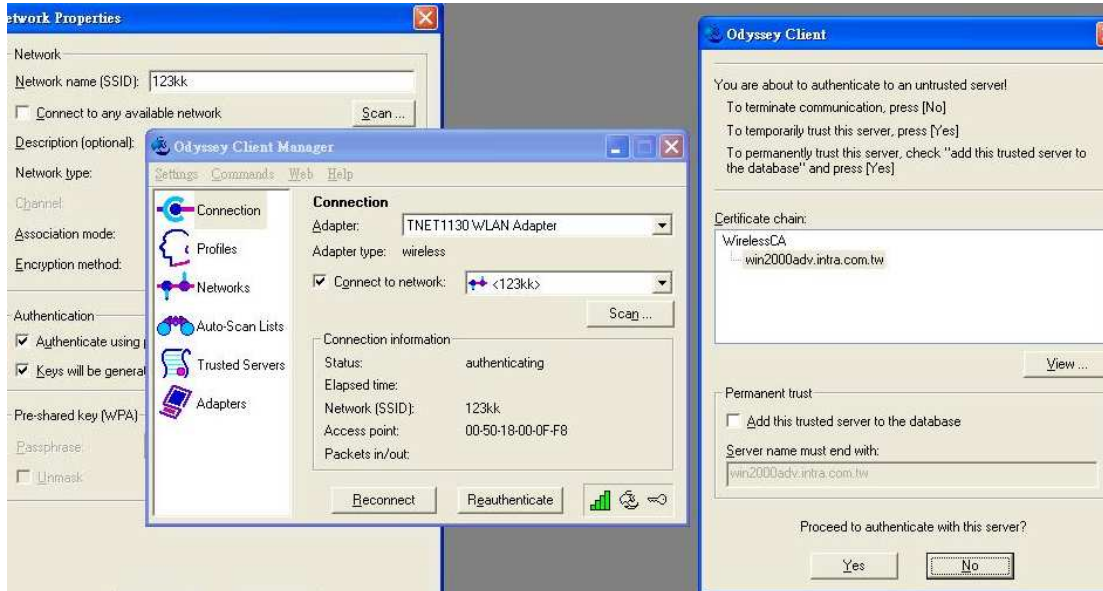 etwork Properties
Network
Network name (SSID): 123kk
Connect to any available network
Scan ...
Description (optional):
Network type:
Channel:
Association mode:
Encryption method:
Authentication
Authenticate using p
Keys will be generat
Pre-shared key (WPA)
Passphrase:
Unmask
Odyssey Client Manager
Settings Commands Web Help
Connection
Profiles
Networks
Auto-Scan Lists
Trusted Servers
Adapters
Connection
Adapter: TNET1130 WLAN Adapter
Adapter type: wireless
Connect to network: <123kk>
Scan ...
Connection information
Status: authenticating
Elapsed time:
Network (SSID): 123kk
Access point: 00-50-18-00-0F-F8
Packets in/out:
Reconnect Reauthenticate
Odyssey Client
You are about to authenticate to an untrusted server!
To terminate communication, press [No]
To temporarily trust this server, press [Yes]
To permanently trust this server, check "add this trusted server to
the database" and press [Yes]
Certificate chain:
WirelessCA
win2000adv.intra.com.tw
View ...
Permanent trust
Add this trusted server to the database
Server name must end with:
win2000adv.intra.com.tw
Proceed to authenticate with this server?
Yes No